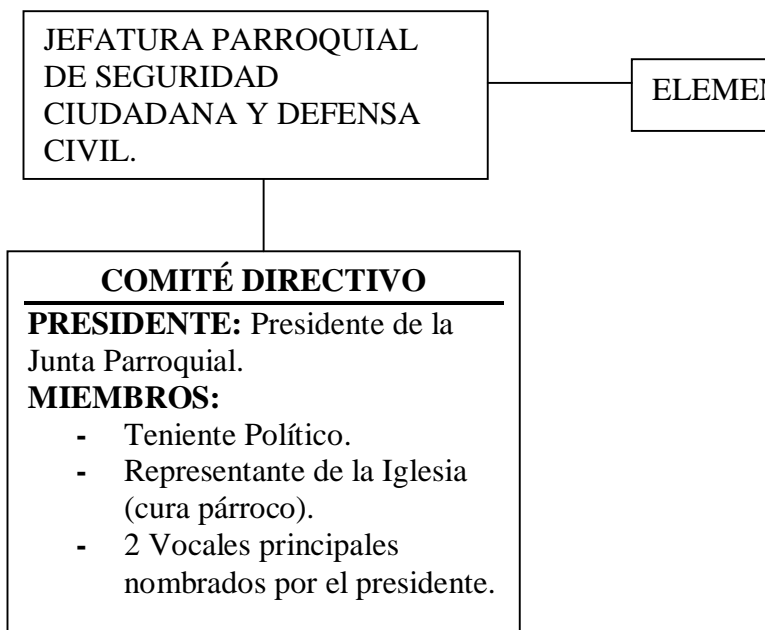 JEFATURA PARROQUIAL
DE SEGURIDAD
CIUDADANA Y DEFENSA
CIVIL.
COMITÉ DIRECTIVO
PRESIDENTE: Presidente de la
Junta Parroquial.
MIEMBROS:
- Teniente Político.
- Representante de la Iglesia
(cura párroco).
- 2 Vocales principales
nombrados por el presidente.